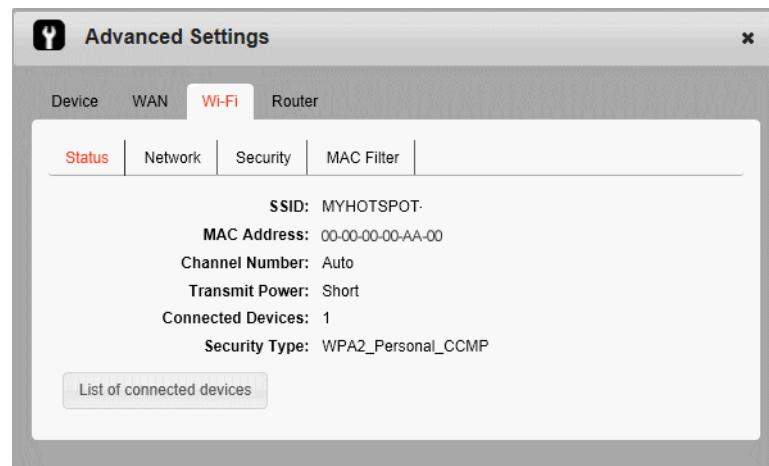 Advanced Settings
Device WAN Wi-Fi Router
Status Network Security MAC Filter
SSID: MYHOTSPOT-
MAC Address: 00-00-00-00-AA-00
Channel Number: Auto
Transmit Power: Short
Connected Devices: 1
Security Type: WPA2_Personal_CCMP
List of connected devices